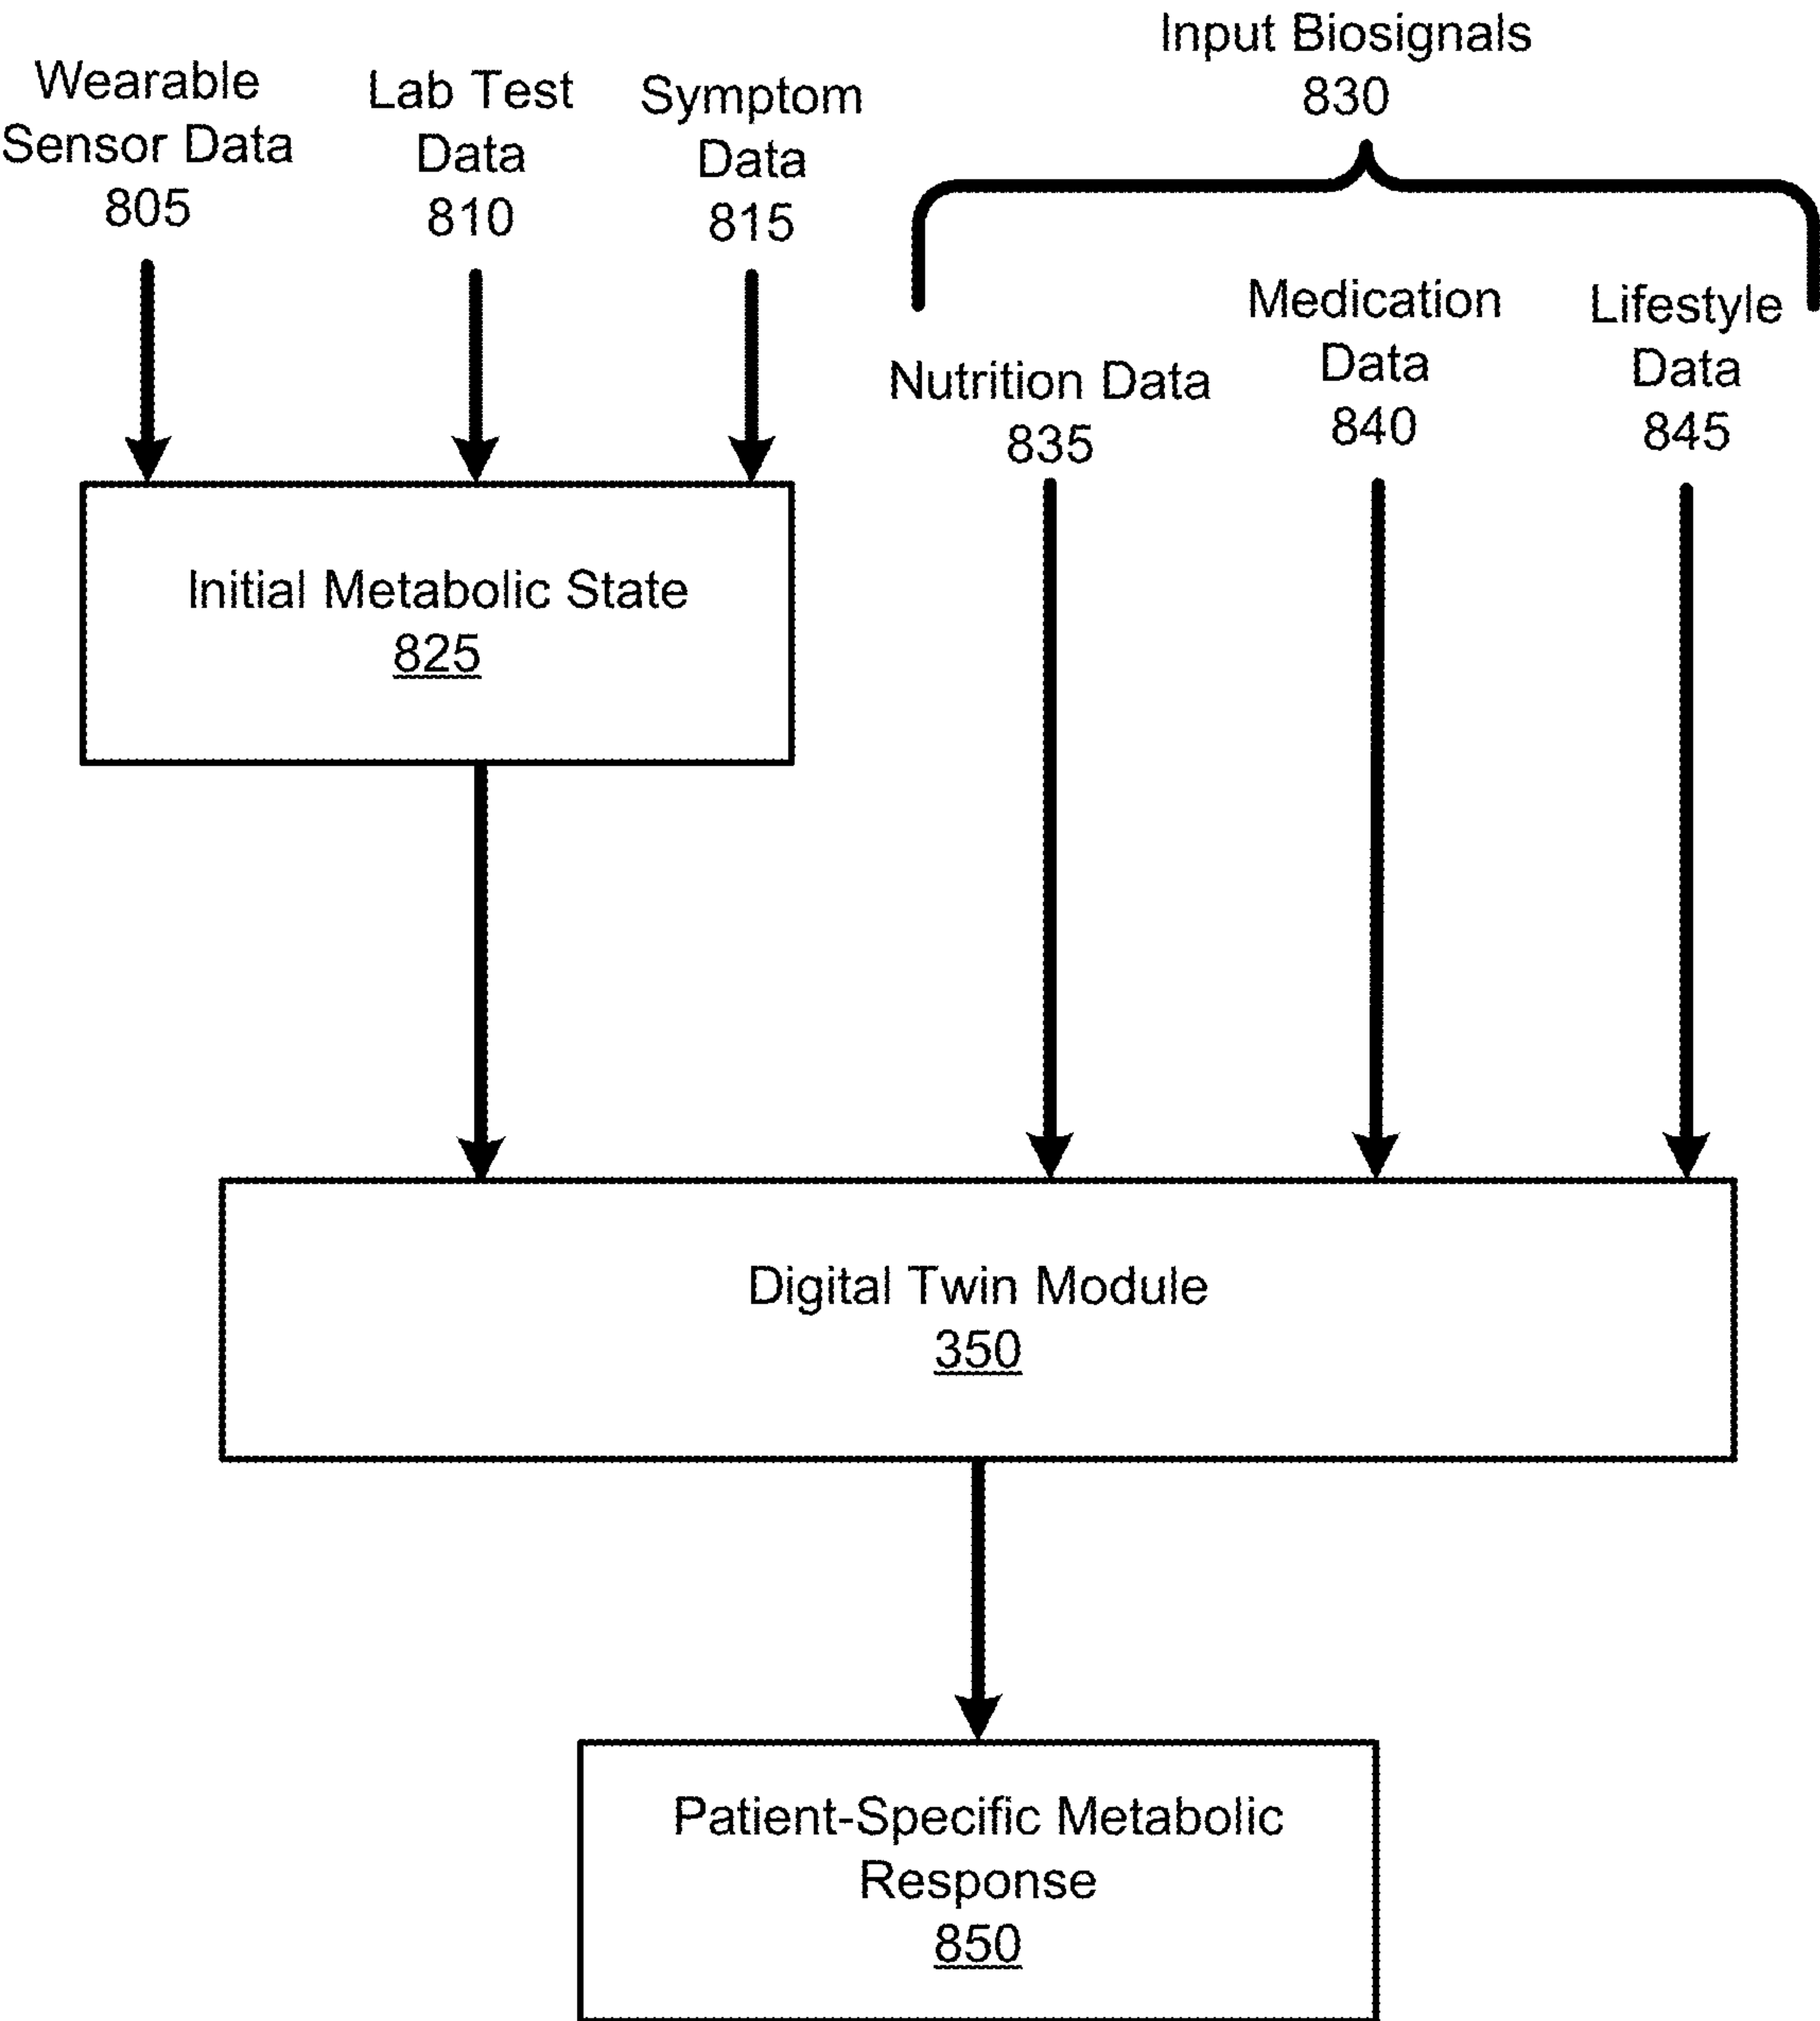 Wearable
Sensor Data
805
Lab Test
Data
810
Symptom
Data
815
Input Biosignals
830
Nutrition Data
835
Medication
Data
840
Lifestyle
Data
845
Initial Metabolic State
825
Digital Twin Module
350
Patient-Specific Metabolic
Response
850